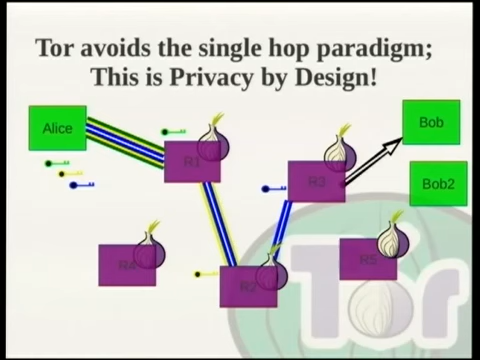 Tor avoids the single hop paradigm;
This is Privacy by Design!
Alice
R1
Bob
R3
Bob2
R4
R2
R5
Tor